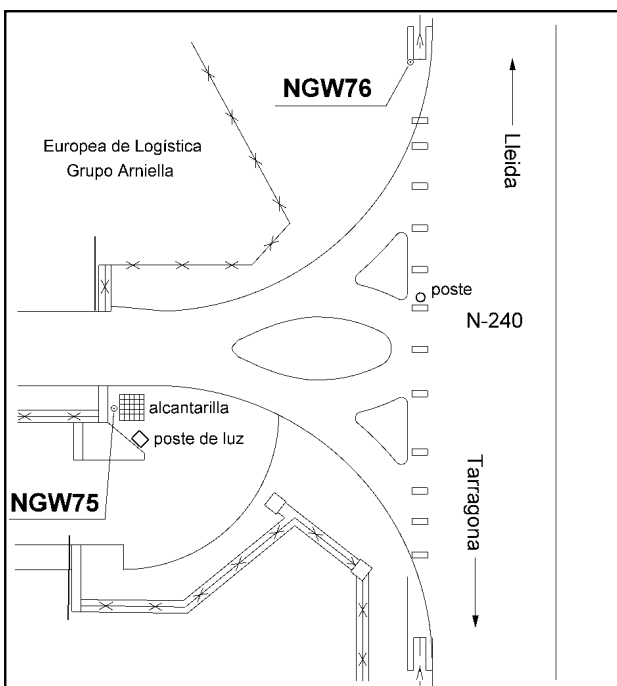 NGW76
Lleida
Europea de Logística
Grupo Arniella
poste
N-240
alcantarilla
poste de luz
NGW75
Tarragona